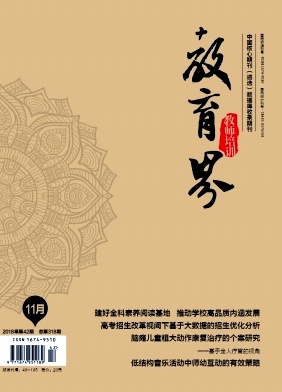 中国核心期刊（遴选）数据库收录期刊
教育界
教师培训
11月
2018年第42期 总第318期
ISSN 1674-9510
建好全科素养阅读基地 推动学校高品质内涵发展
高考招生改革视阈下基于大数据的招生优化分析
脑瘫儿童粗大动作康复治疗的个案研究
——基于全人疗育的视角
低结构音乐活动中师幼互动的有效策略